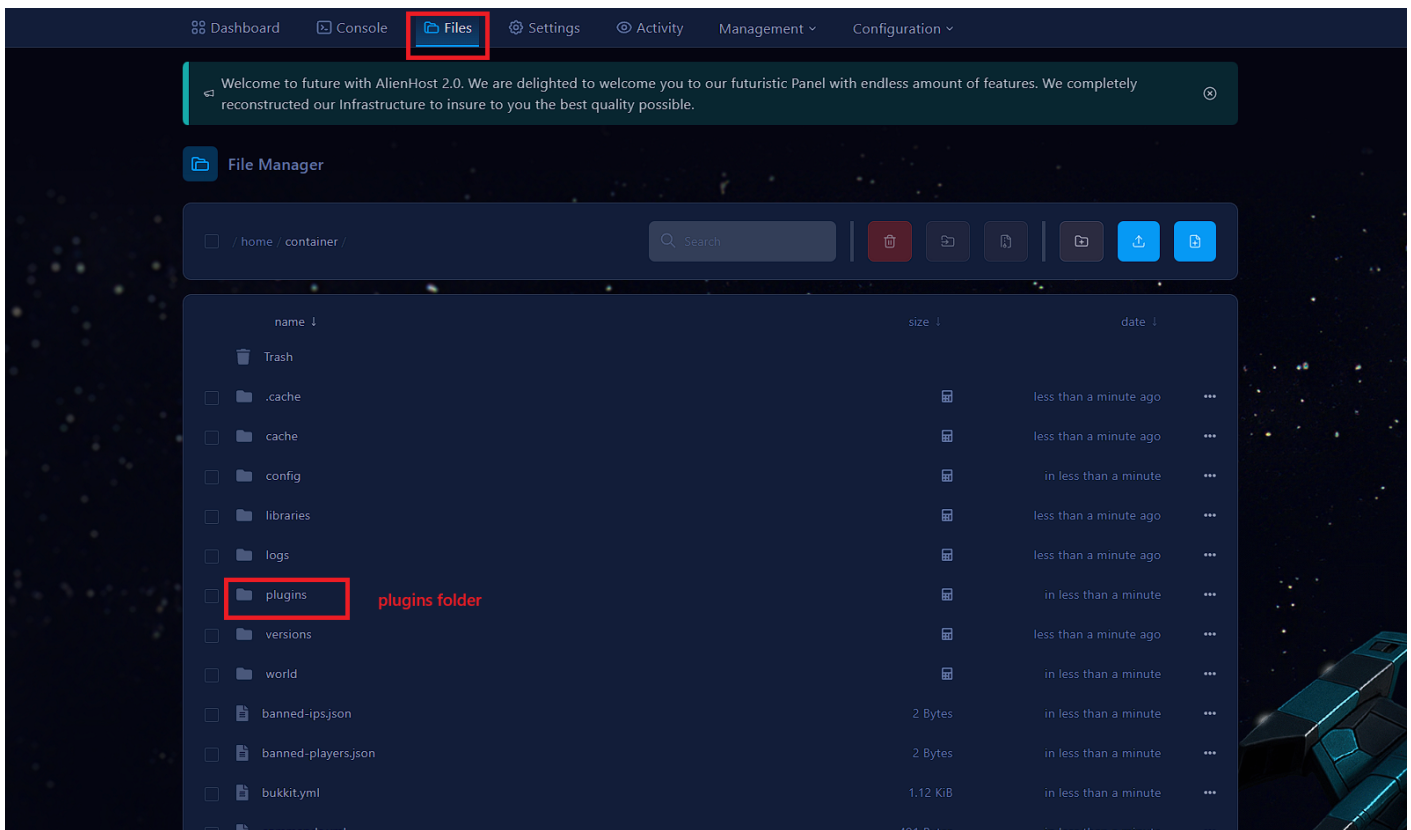 Dashboard Console Files Settings Activity Management Configuration
Welcome to future with AlienHost 2.0. We are delighted to welcome you to our futuristic Panel with endless amount of features. We completely
reconstructed our Infrastructure to insure to you the best quality possible.
File Manager
/ home / container /
Search
name ↓ size ↓ date ↓
Trash
.cache less than a minute ago
cache less than a minute ago
config in less than a minute
libraries less than a minute ago
logs less than a minute ago
plugins plugins folder in less than a minute
versions less than a minute ago
world in less than a minute
banned-ips.json 2 Bytes in less than a minute
banned-players.json 2 Bytes in less than a minute
bukkit.yml 1.12 KiB in less than a minute